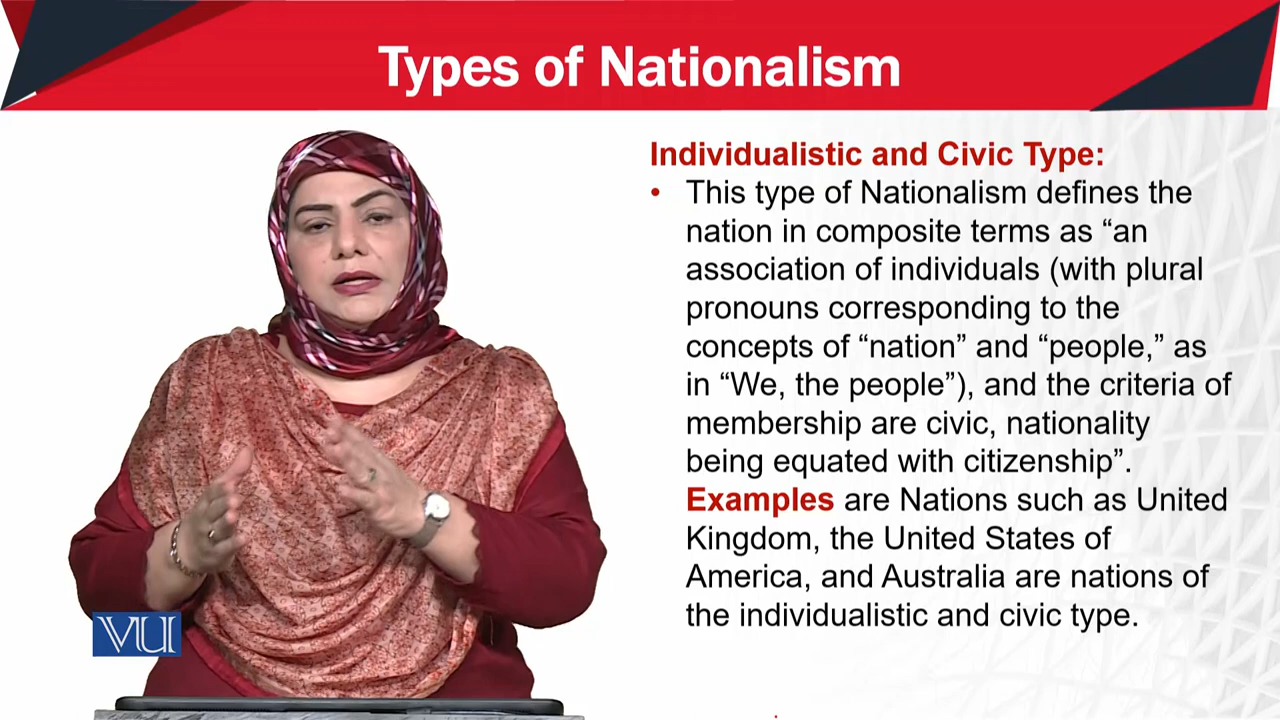 Types of Nationalism
Individualistic and Civic Type:
• This type of Nationalism defines the
nation in composite terms as “an
association of individuals (with plural
pronouns corresponding to the
concepts of “nation” and “people,” as
in “We, the people”), and the criteria of
membership are civic, nationality
being equated with citizenship”.
Examples are Nations such as United
Kingdom, the United States of
America, and Australia are nations of
the individualistic and civic type.
VU